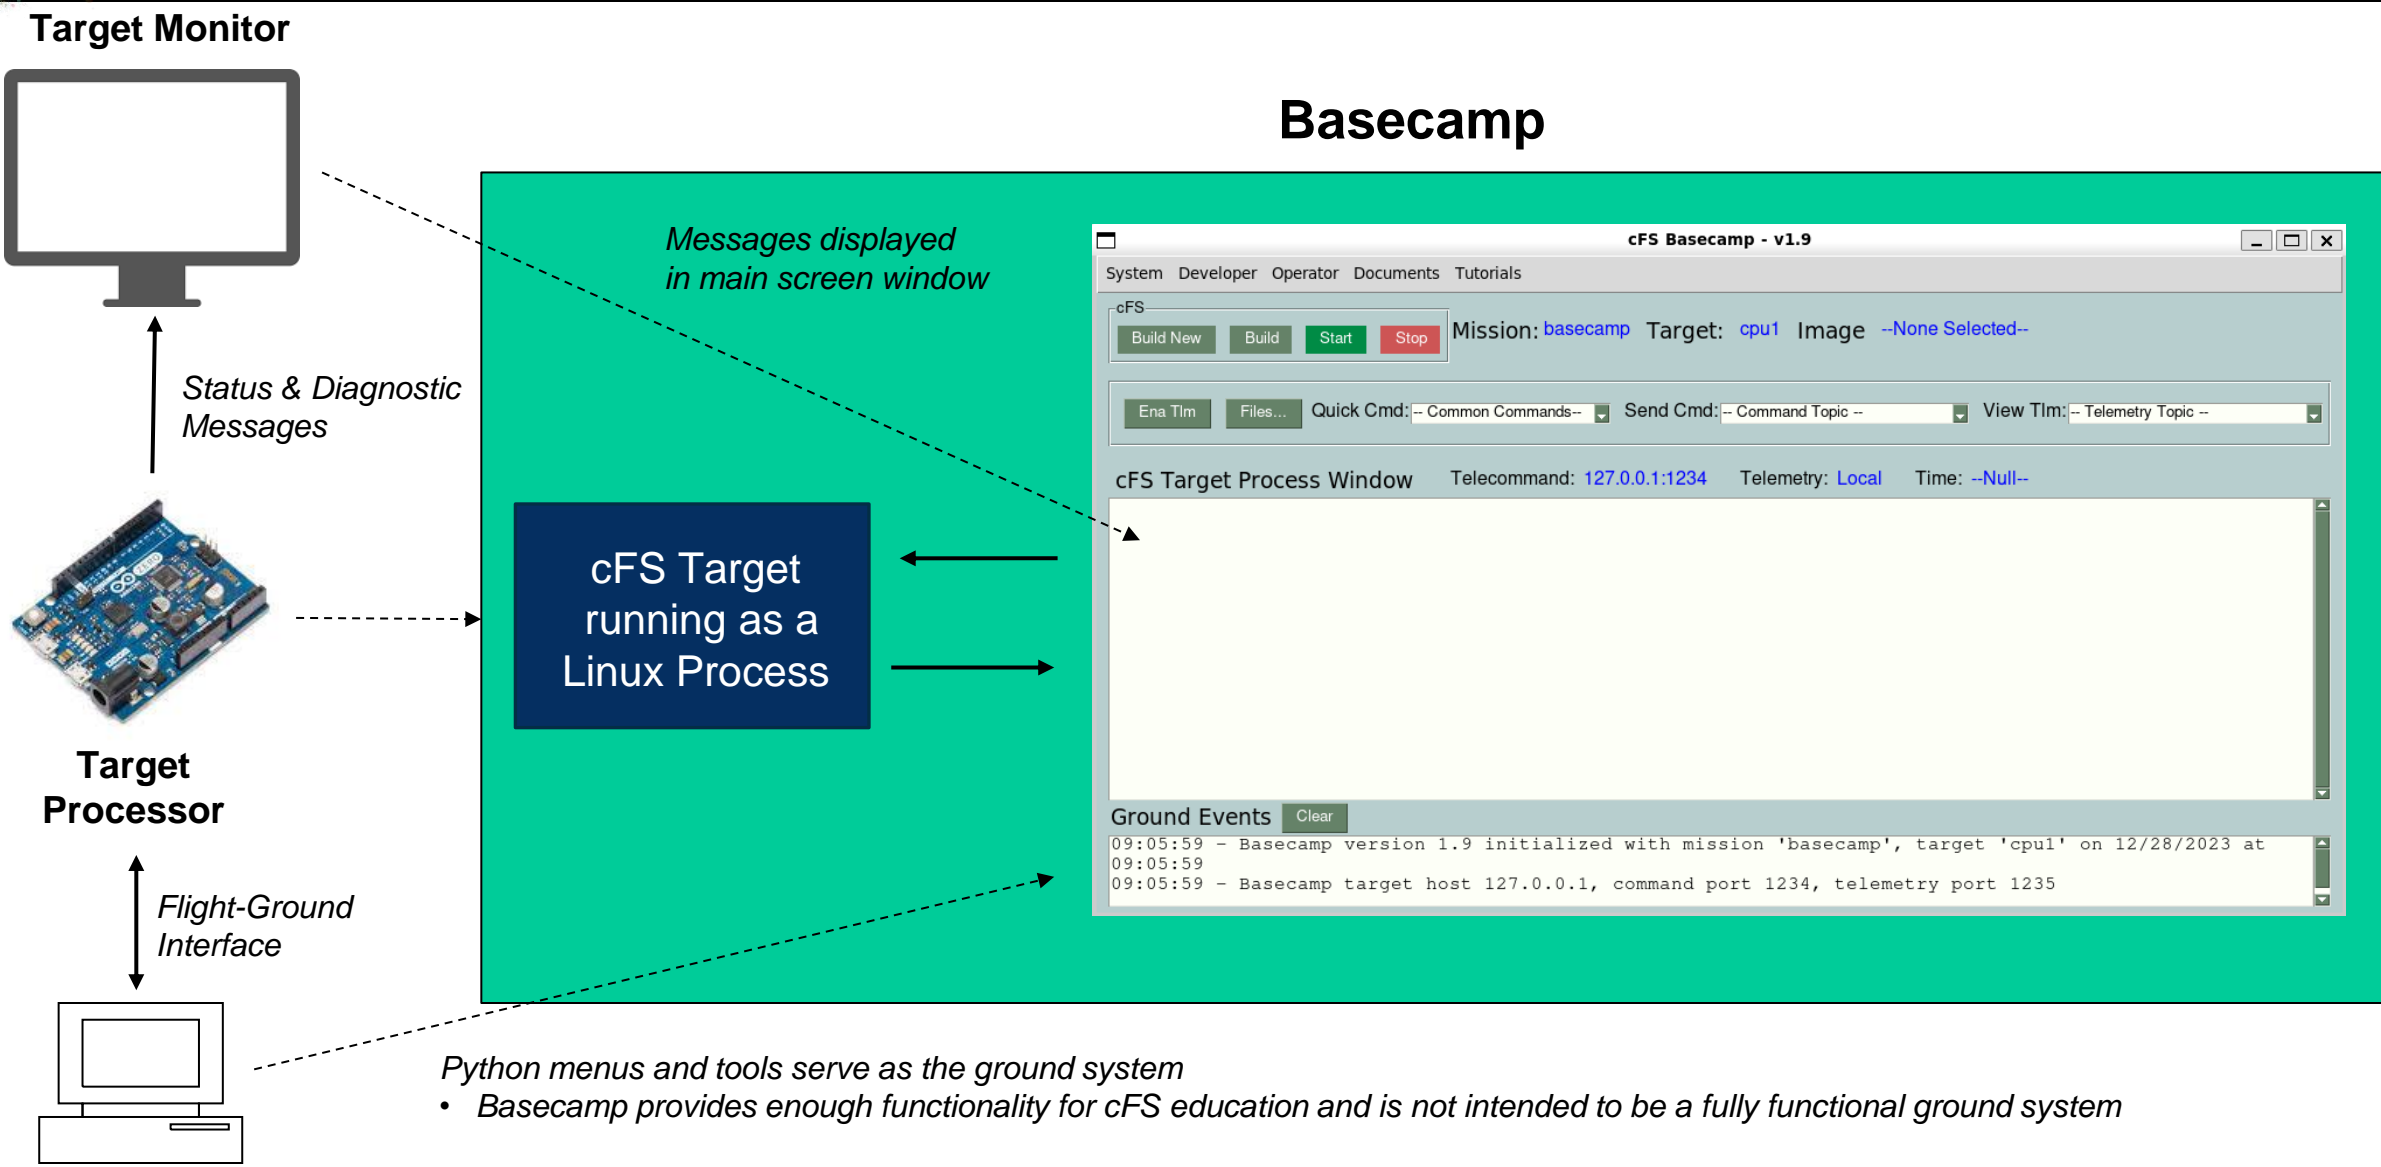 Target Monitor
Basecamp
Messages displayed
in main screen window
cFS Basecamp - v1.9
System Developer Operator Documents Tutorials
cFS
Build New Build Start Stop Mission: basecamp Target: cpu1 Image --None Selected--
Status & Diagnostic
Messages
Ena Tlm Files... Quick Cmd: -- Common Commands-- Send Cmd: -- Command Topic -- View Tlm: -- Telemetry Topic --
cFS Target Process Window Telecommand: 127.0.0.1:1234 Telemetry: Local Time: --Null--
cFS Target
running as a
Linux Process
ARDUINO
ZERO
Target
Processor
Ground Events Clear
09:05:59 - Basecamp version 1.9 initialized with mission 'basecamp', target 'cpu1' on 12/28/2023 at
09:05:59
09:05:59 - Basecamp target host 127.0.0.1, command port 1234, telemetry port 1235
Flight-Ground
Interface
Python menus and tools serve as the ground system
• Basecamp provides enough functionality for cFS education and is not intended to be a fully functional ground system